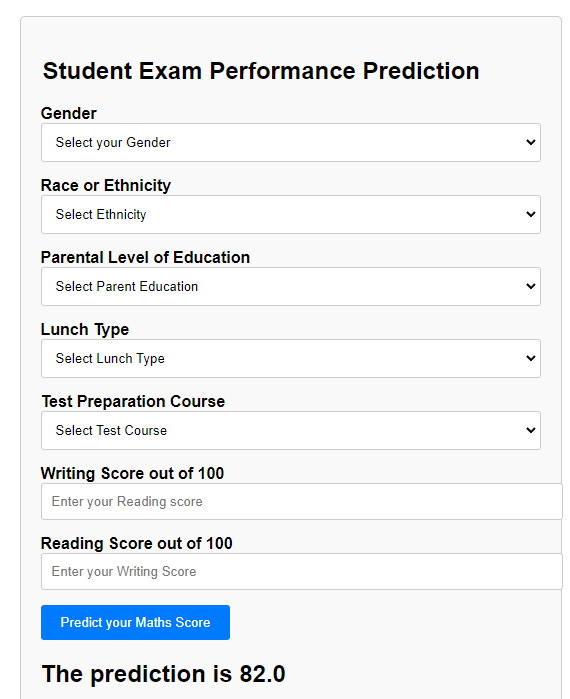 Student Exam Performance Prediction
Gender
Select your Gender
Race or Ethnicity
Select Ethnicity
Parental Level of Education
Select Parent Education
Lunch Type
Select Lunch Type
Test Preparation Course
Select Test Course
Writing Score out of 100
Enter your Reading score
Reading Score out of 100
Enter your Writing Score
Predict your Maths Score
The prediction is 82.0